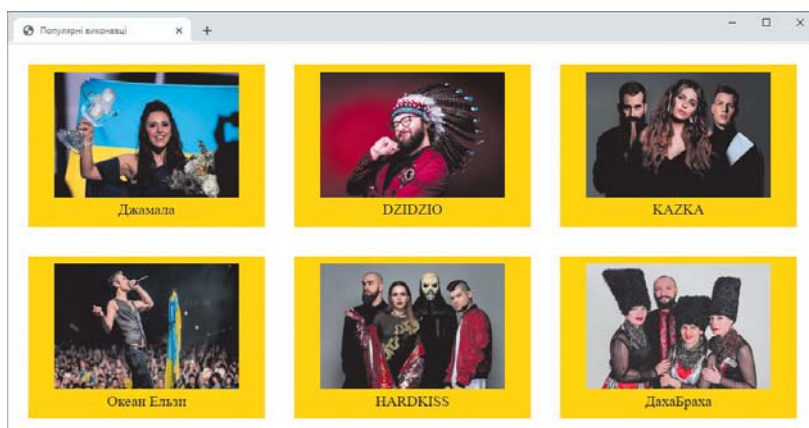 Популярні виконавці
Джамала
DZIDZIO
KAZKA
Океан Ельзи
HARDKISS
ДахаБраха